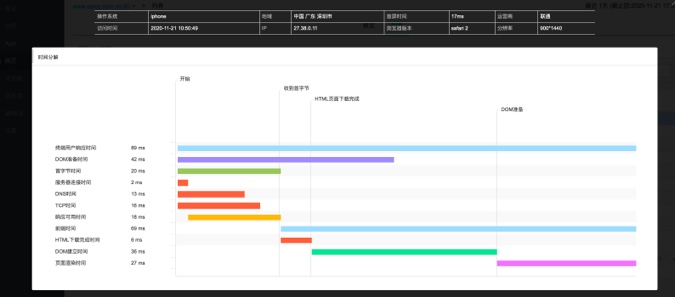 操作系统 iphone 地域 中国 广东 深圳市 首屏时间 17ms 运营商 联通
访问时间 2020-11-21 10:50:49 IP 27.38.0.11 浏览器版本 safari 2 分辨率 900*1440
时间分解
开始
收到首字节
HTML页面下载完成
DOM准备
终端用户响应时间 89 ms
DOM准备时间 42 ms
首字节时间 20 ms
服务器连接时间 2 ms
DNS时间 13 ms
TCP时间 16 ms
响应可用时间 18 ms
前端时间 69 ms
HTML下载完成时间 6 ms
DOM建立时间 36 ms
页面渲染时间 27 ms